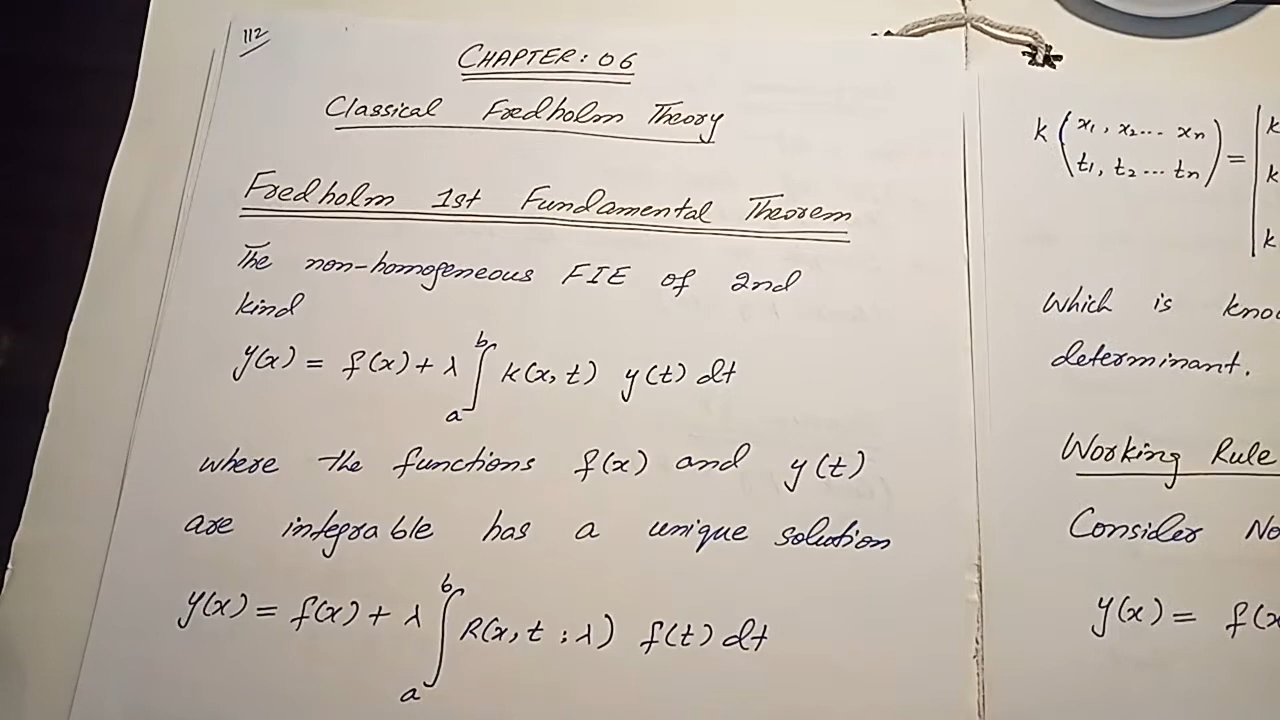 112
CHAPTER: 06
Classical Fredholm Theory
Fredholm 1st Fundamental Theorem
The non-homogeneous FIE of 2nd
kind
y(x) = f(x) + λ ∫_a^b k(x, t) y(t) dt
where the functions f(x) and y(t)
are integrable has a unique solution
y(x) = f(x) + λ ∫_a^b R(x, t ; λ) f(t) dt
k ( x₁, x₂... xₙ ) = | k
t₁, t₂... tₙ k
k
Which is
determinant.
Working Rule
Consider
y(x) = f(x